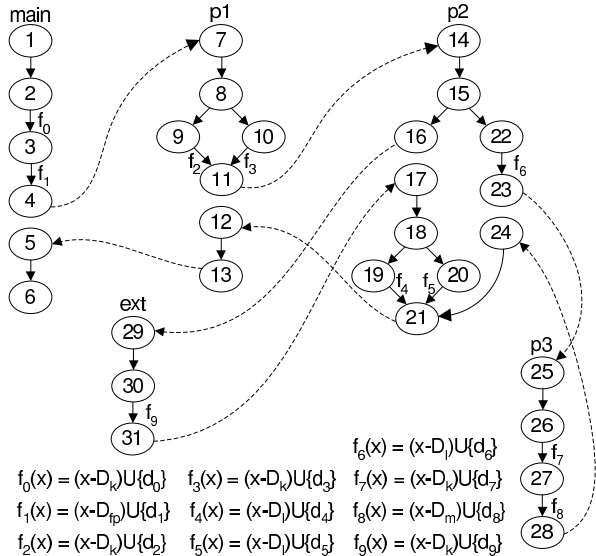 main
p1
p2
1
7
14
2
8
15
f₀
9
10
16
22
3
f₂
f₃
f₆
f₁
11
17
23
4
12
18
24
5
13
19
f₄
f₅
20
6
ext
21
29
p3
30
25
f₉
26
31
f₇
f₆(x) = (x-Dₗ)U{d₆}
27
f₀(x) = (x-Dₖ)U{d₀} f₃(x) = (x-Dₖ)U{d₃} f₇(x) = (x-Dₖ)U{d₇}
f₈
f₁(x) = (x-D_fp)U{d₁} f₄(x) = (x-Dₗ)U{d₄} f₈(x) = (x-Dₘ)U{d₈}
28
f₂(x) = (x-Dₖ)U{d₂} f₅(x) = (x-Dₗ)U{d₅} f₉(x) = (x-Dₖ)U{d₉}